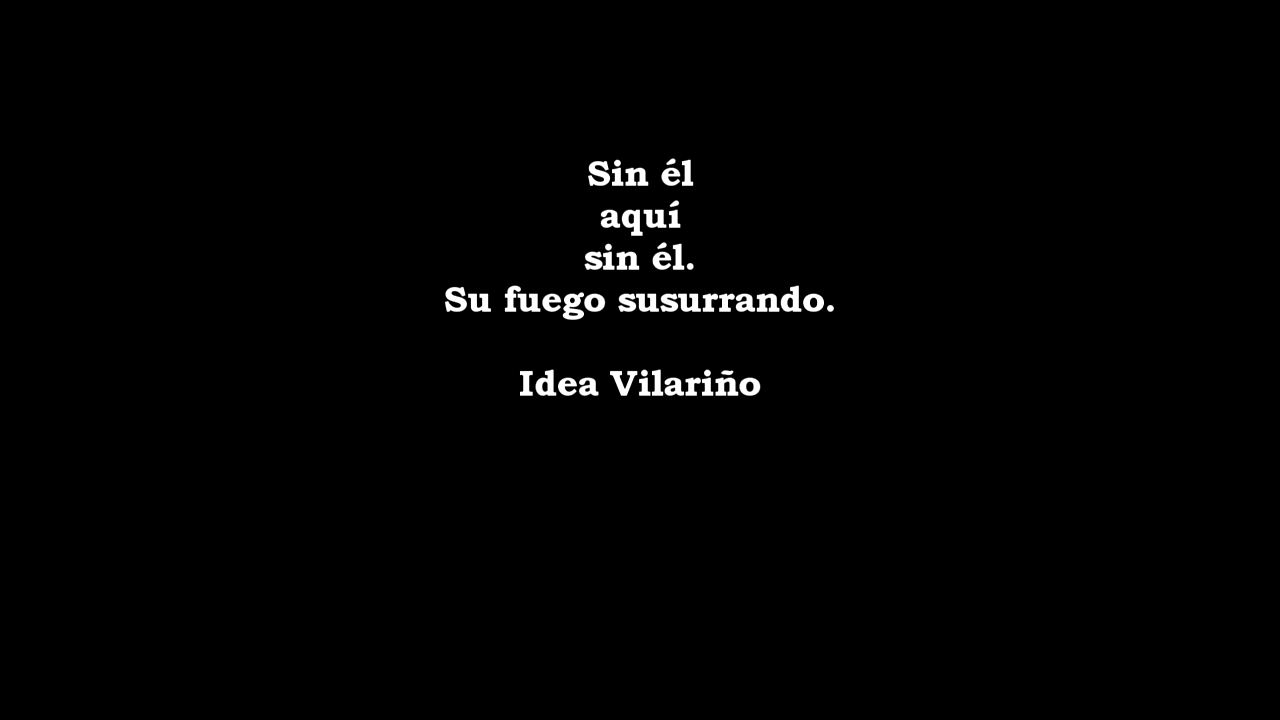 Sin él
aquí
sin él.
Su fuego susurrando.
Idea Vilariño